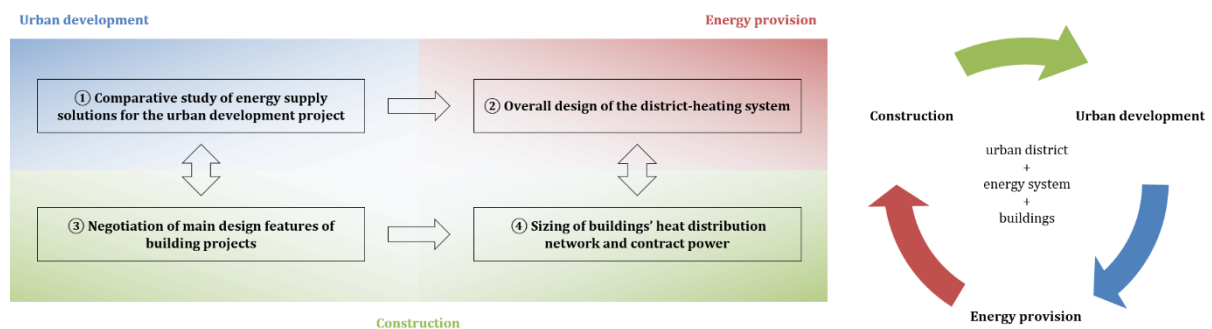 Urban development
Energy provision
① Comparative study of energy supply
solutions for the urban development project
② Overall design of the district-heating system
③ Negotiation of main design features of
building projects
④ Sizing of buildings’ heat distribution
network and contract power
Construction
Construction
Urban development
urban district
+
energy system
+
buildings
Energy provision